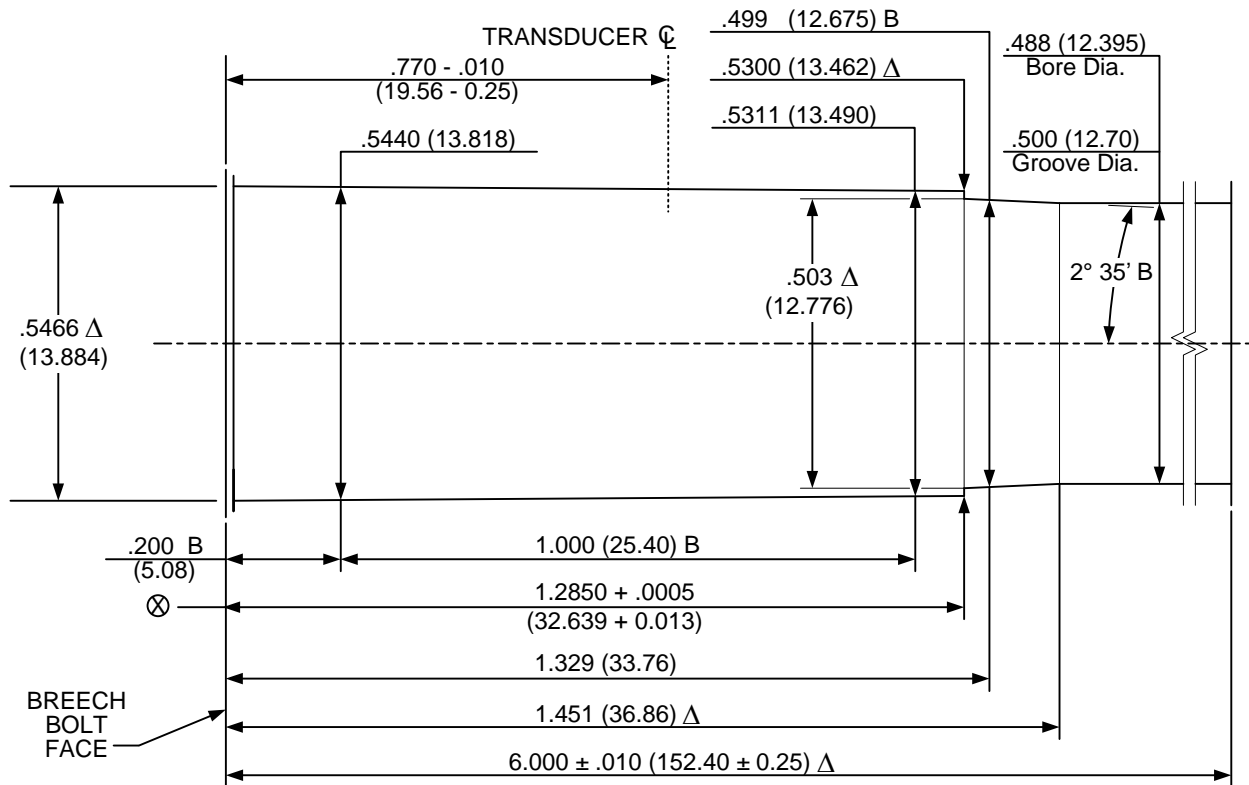 TRANSDUCER ℄
.499 (12.675) B
.488 (12.395)
Bore Dia.
.770 - .010
(19.56 - 0.25)
.5300 (13.462) Δ
.5311 (13.490)
.5440 (13.818)
.500 (12.70)
Groove Dia.
.503 Δ
(12.776)
2° 35’ B
.5466 Δ
(13.884)
.200 B
(5.08)
1.000 (25.40) B
⊗
1.2850 + .0005
(32.639 + 0.013)
1.329 (33.76)
BREECH
BOLT
FACE
1.451 (36.86) Δ
6.000 ± .010 (152.40 ± 0.25) Δ